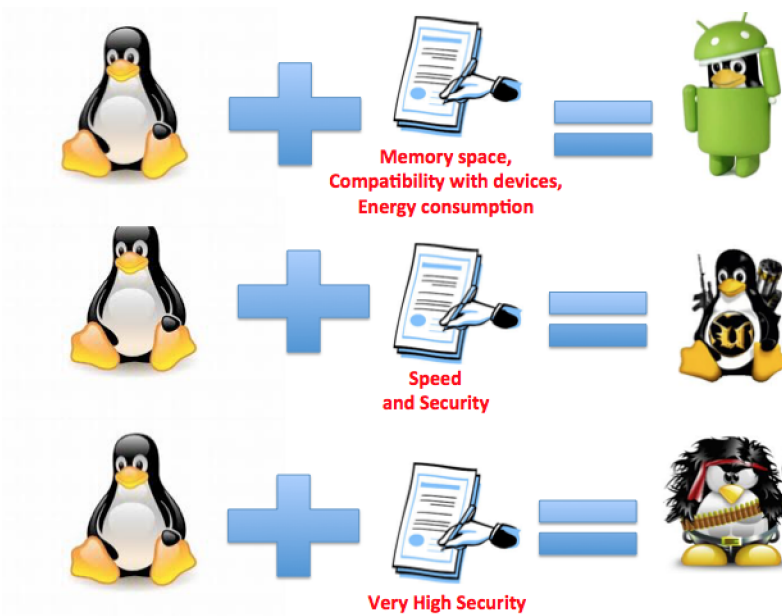 Memory space,
Compatibility with devices,
Energy consumption
Speed
and Security
Very High Security